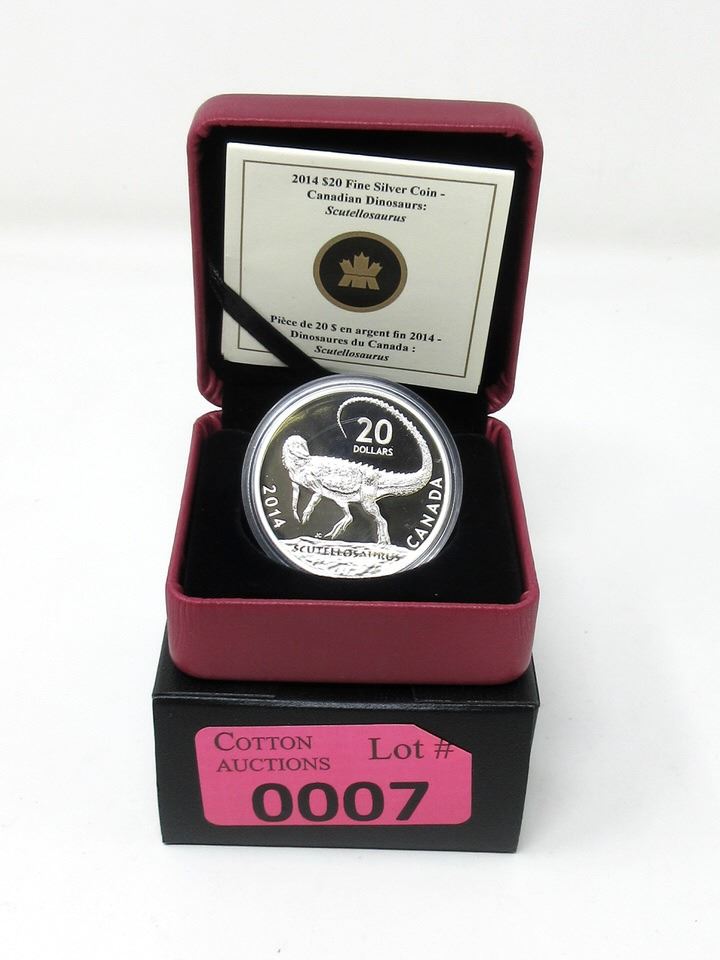 2014 $20 Fine Silver Coin -
Canadian Dinosaurs:
Scutellosaurus
Pièce de 20 $ en argent fin 2014 -
Dinosaures du Canada :
Scutellosaurus
20
DOLLARS
2014
CANADA
JC
SCUTELLOSAURUS
COTTON
AUCTIONS
Lot #
0007